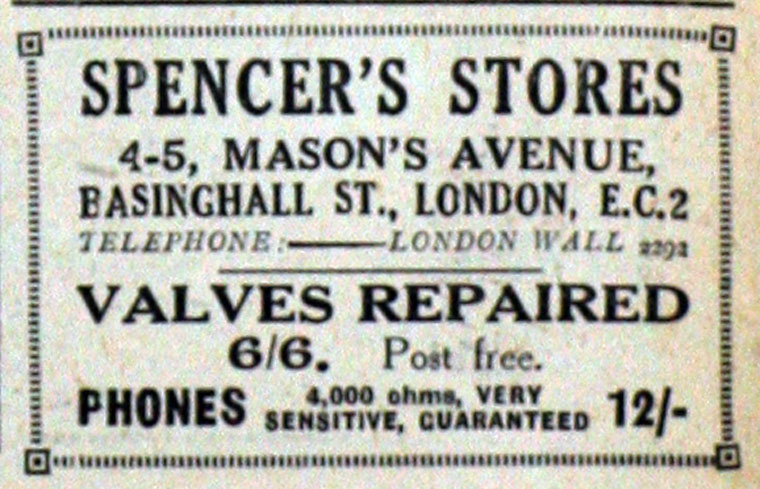 SPENCER'S STORES
4-5, MASON'S AVENUE,
BASINGHALL ST., LONDON, E.C.2
TELEPHONE:——LONDON WALL 2292
VALVES REPAIRED
6/6. Post free.
PHONES 4,000 ohms, VERY SENSITIVE, GUARANTEED 12/-